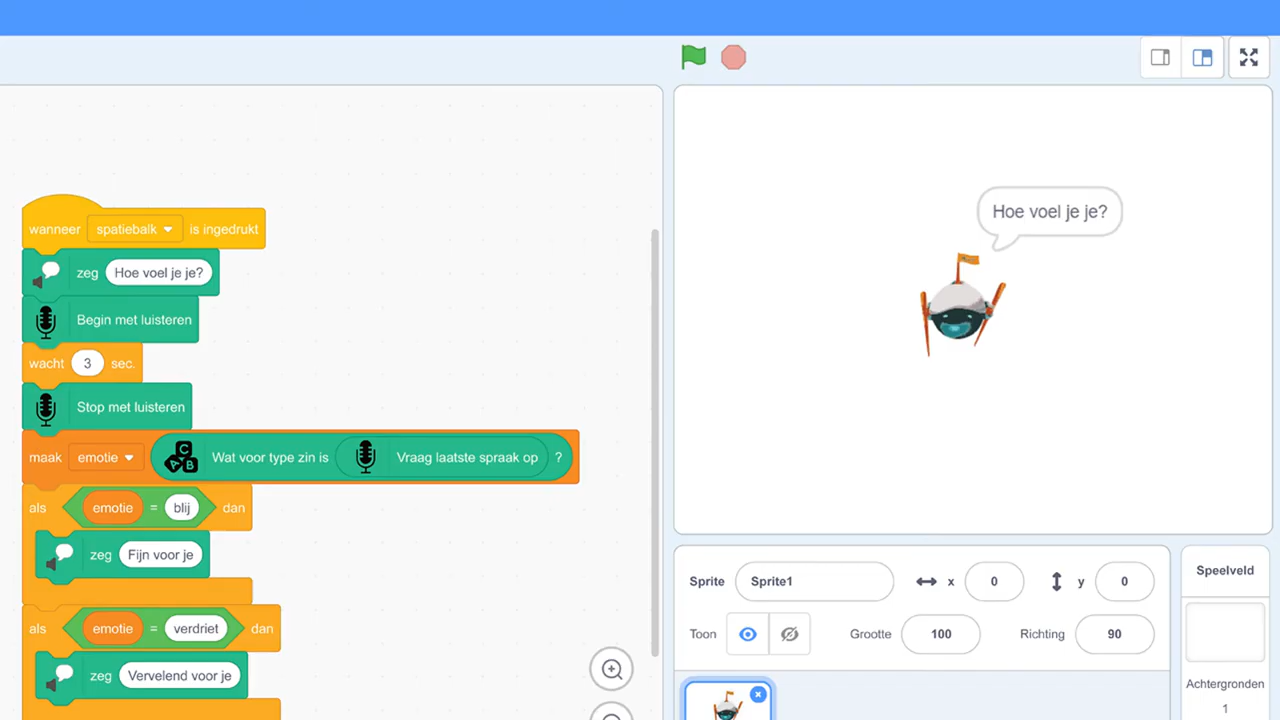 wanneer spatiebalk is ingedrukt
zeg Hoe voel je je?
Begin met luisteren
wacht 3 sec.
Stop met luisteren
maak emotie Wat voor type zin is Vraag laatste spraak op ?
als emotie = blij dan
zeg Fijn voor je
als emotie = verdriet dan
zeg Vervelend voor je
Hoe voel je je?
Sprite Sprite1 x 0 y 0
Toon Grootte 100 Richting 90
Speelveld
Achtergronden
1